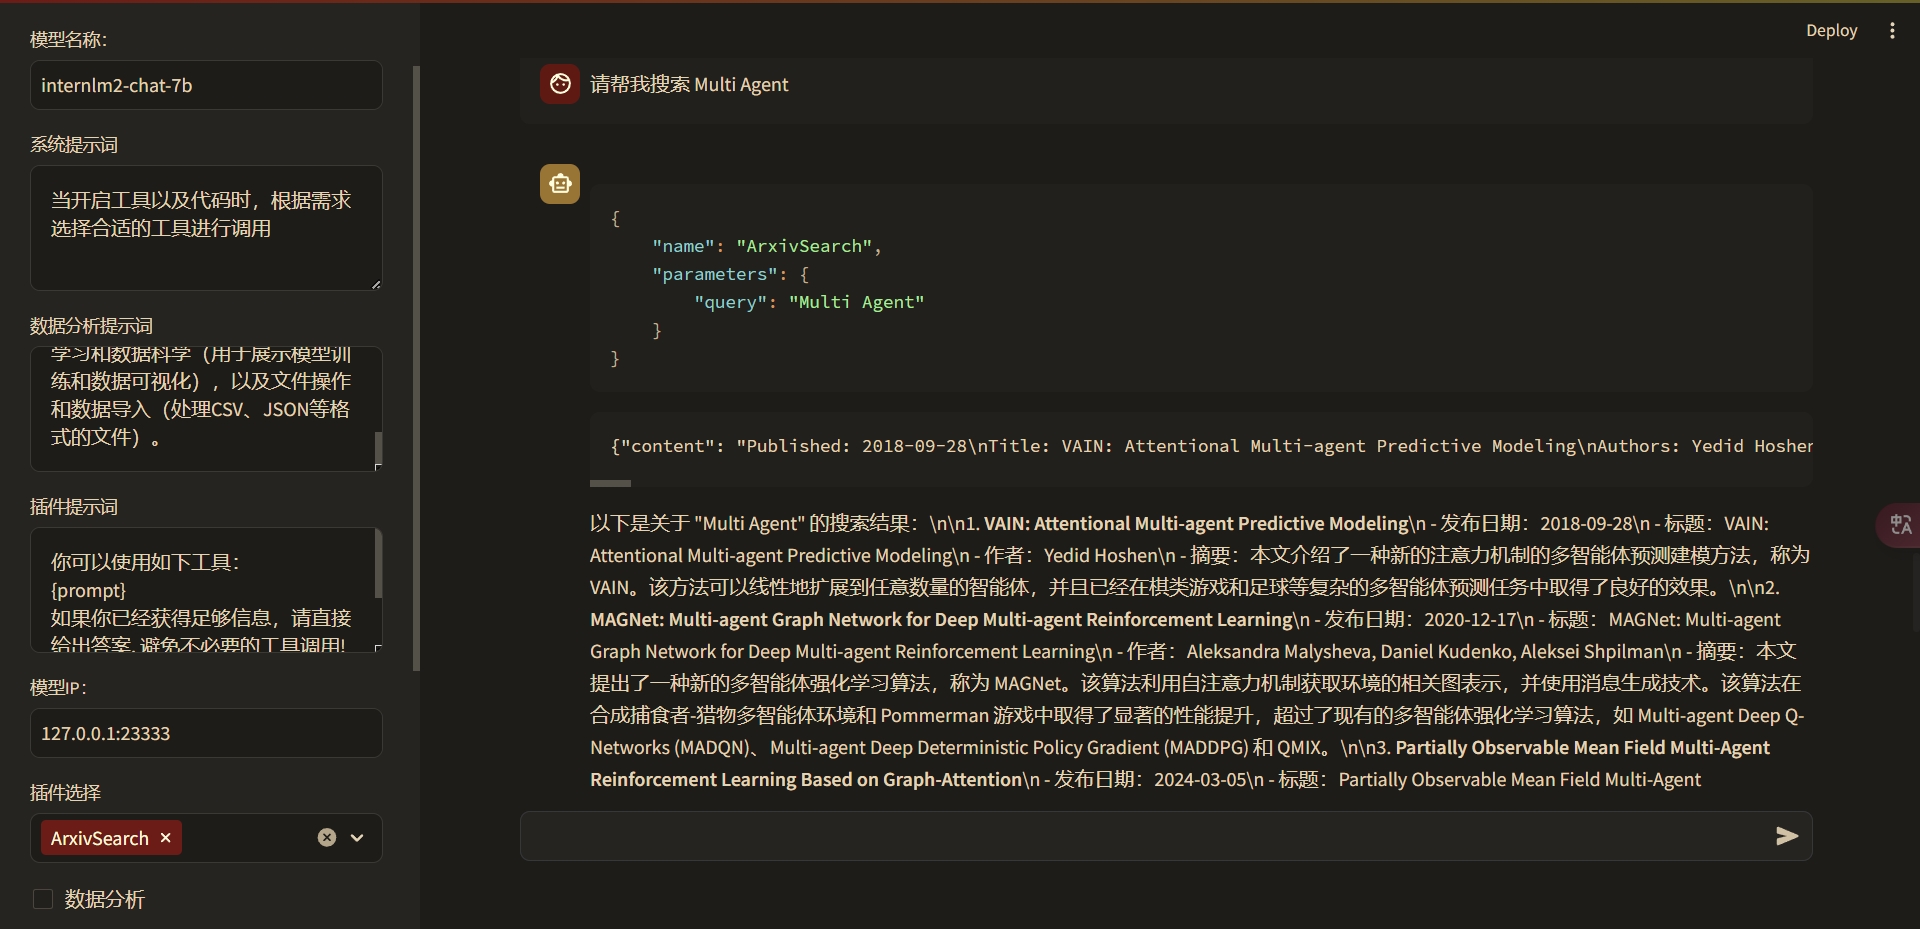 模型名称:
internlm2-chat-7b
系统提示词
当开启工具以及代码时，根据需求
选择合适的工具进行调用
数据分析提示词
学习和数据科学（用于展示模型训
练和数据可视化），以及文件操作
和数据导入（处理CSV、JSON等格
式的文件）。
插件提示词
你可以使用如下工具：
{prompt}
如果你已经获得足够信息，请直接
给出答案. 避免不必要的工具调用!
模型IP：
127.0.0.1:23333
插件选择
ArxivSearch
数据分析
Deploy
请帮我搜索 Multi Agent
{
"name": "ArxivSearch",
"parameters": {
"query": "Multi Agent"
}
}
{"content": "Published: 2018-09-28\nTitle: VAIN: Attentional Multi-agent Predictive Modeling\nAuthors: Yedid Hoshen
以下是关于 "Multi Agent" 的搜索结果：\n\n1. VAIN: Attentional Multi-agent Predictive Modeling\n - 发布日期：2018-09-28\n - 标题：VAIN:
Attentional Multi-agent Predictive Modeling\n - 作者：Yedid Hoshen\n - 摘要：本文介绍了一种新的注意力机制的多智能体预测建模方法，称为
VAIN。该方法可以线性地扩展到任意数量的智能体，并且已经在棋类游戏和足球等复杂的多智能体预测任务中取得了良好的效果。\n\n2.
MAGNet: Multi-agent Graph Network for Deep Multi-agent Reinforcement Learning\n - 发布日期：2020-12-17\n - 标题：MAGNet: Multi-agent
Graph Network for Deep Multi-agent Reinforcement Learning\n - 作者：Aleksandra Malysheva, Daniel Kudenko, Aleksei Shpilman\n - 摘要：本文
提出了一种新的多智能体强化学习算法，称为 MAGNet。该算法利用自注意力机制获取环境的相关图表示，并使用消息生成技术。该算法在
合成捕食者-猎物多智能体环境和 Pommerman 游戏中取得了显著的性能提升，超过了现有的多智能体强化学习算法，如 Multi-agent Deep Q-
Networks (MADQN)、Multi-agent Deep Deterministic Policy Gradient (MADDPG) 和 QMIX。\n\n3. Partially Observable Mean Field Multi-Agent
Reinforcement Learning Based on Graph-Attention\n - 发布日期：2024-03-05\n - 标题：Partially Observable Mean Field Multi-Agent